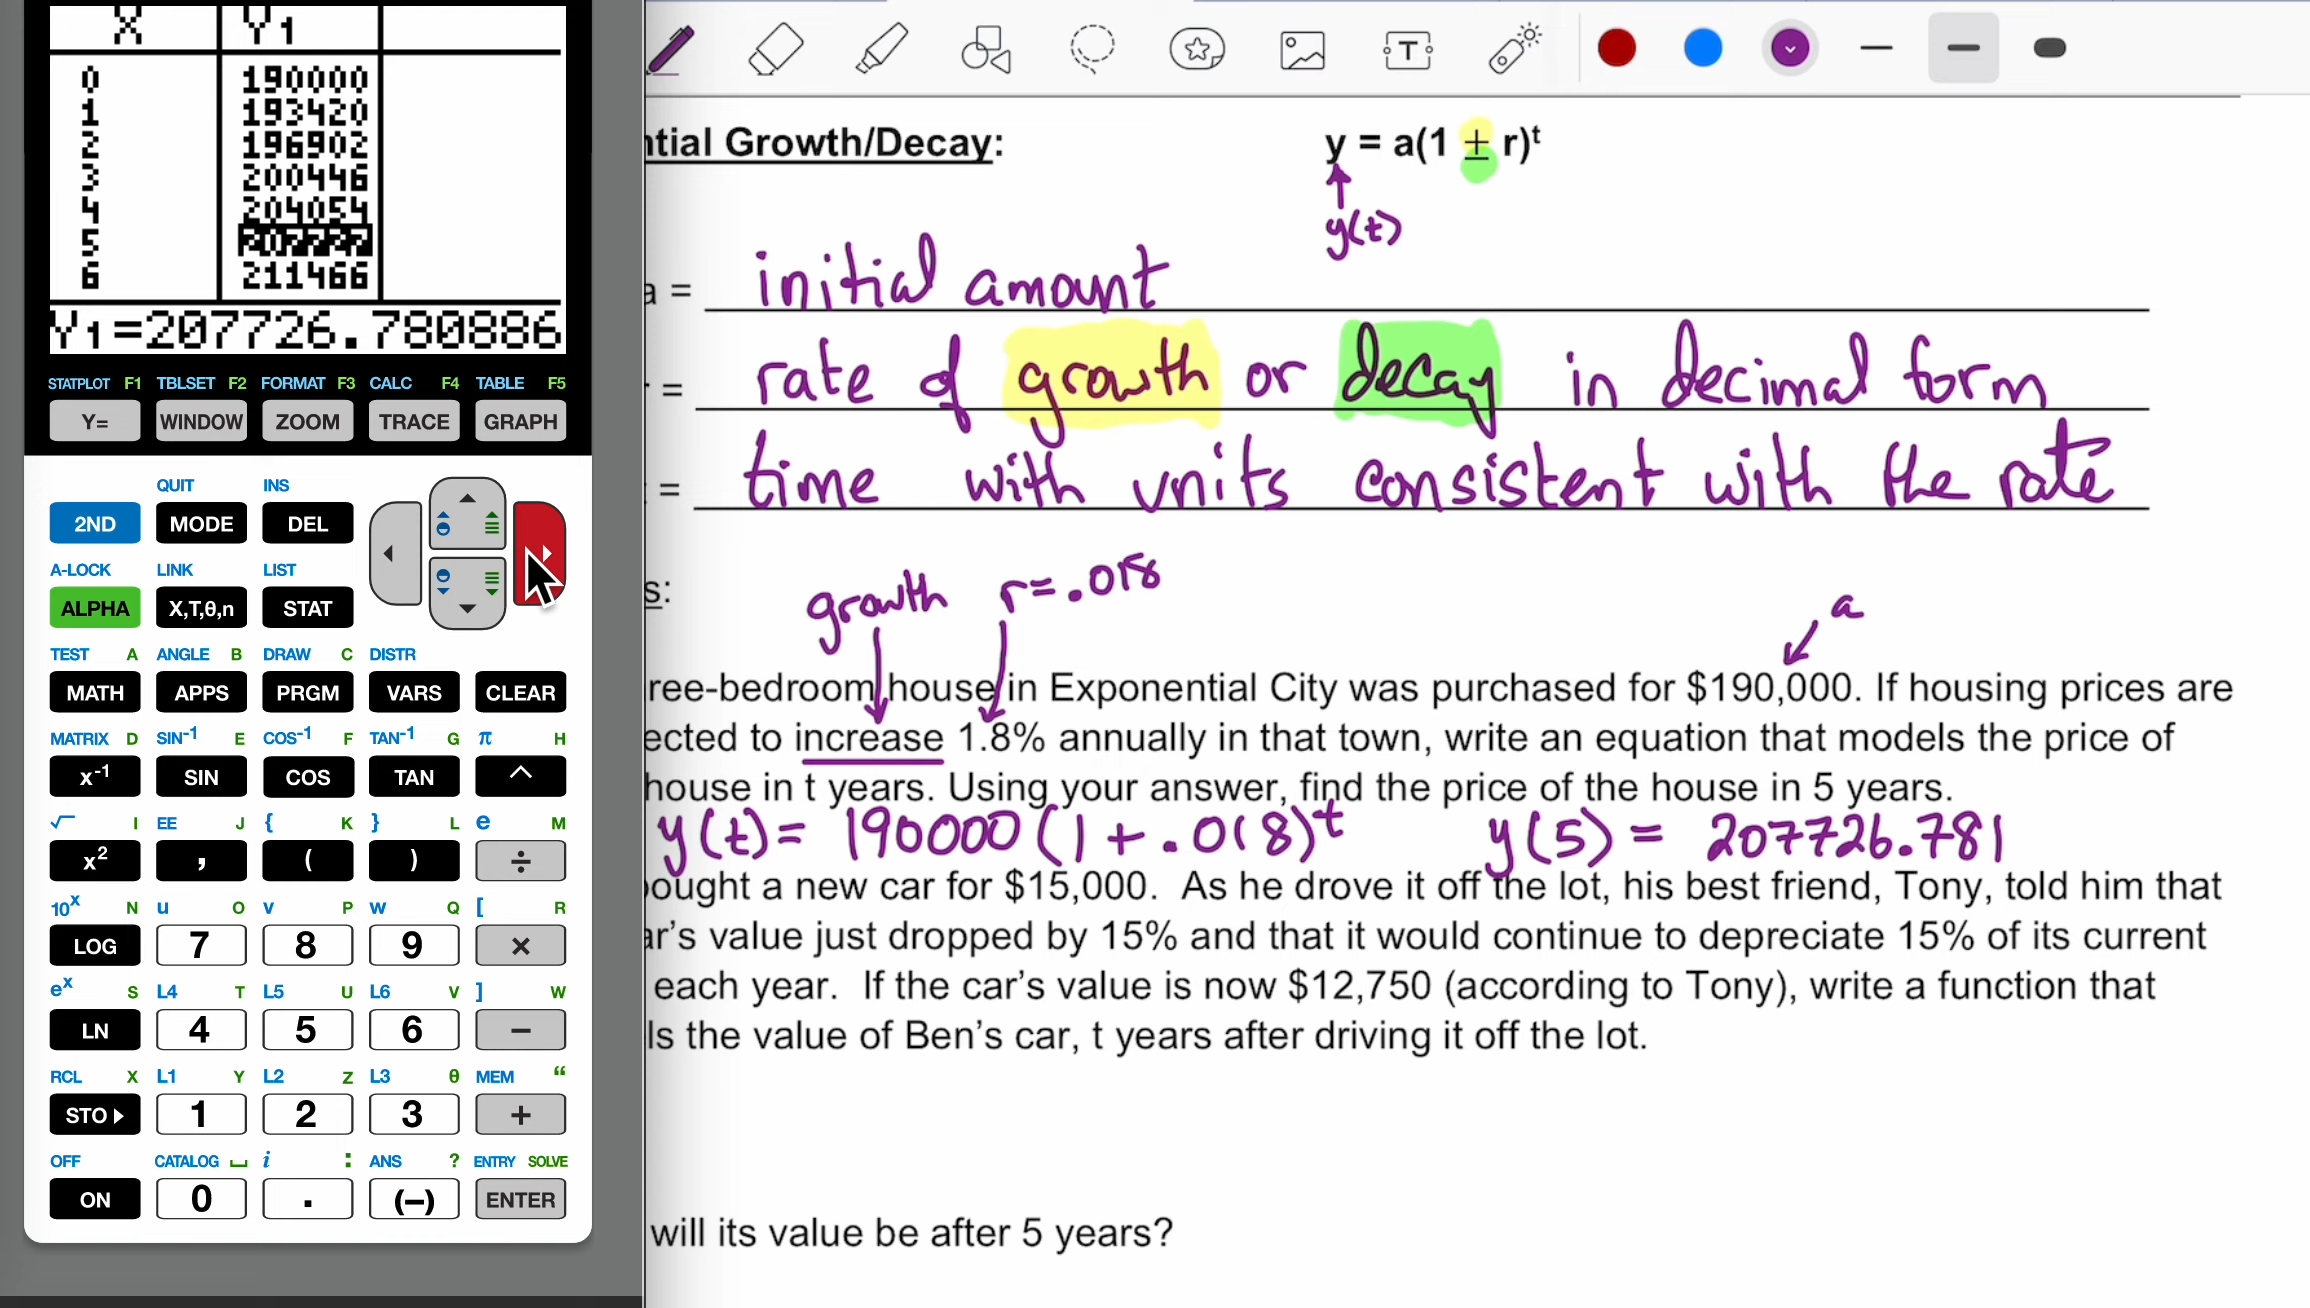 X Y1
0 190000
1 193420
2 196902
3 200446
4 204054
5 207727
6 211466
Y1=207726.780886
STATPLOT F1 TBLSET F2 FORMAT F3 CALC F4 TABLE F5
Y= WINDOW ZOOM TRACE GRAPH
QUIT INS
2ND MODE DEL
A-LOCK LINK LIST
ALPHA X,T,θ,n STAT
TEST A ANGLE B DRAW C DISTR
MATH APPS PRGM VARS CLEAR
MATRIX D SIN⁻¹ E COS⁻¹ F TAN⁻¹ G π H
x⁻¹ SIN COS TAN ^
√ I EE J { K } L e M
x² , ( ) ÷
10ˣ N u O v P w Q [ R
LOG 7 8 9 ×
eˣ S L4 T L5 U L6 V ] W
LN 4 5 6 −
RCL X L1 Y L2 Z L3 θ MEM “
STO▸ 1 2 3 +
OFF CATALOG ⎵ i : ANS ? ENTRY SOLVE
ON 0 . (−) ENTER
T
ntial Growth/Decay: y = a(1 ± r)ᵗ
y(t)
a = initial amount
= rate of growth or decay in decimal form
= time with units consistent with the rate
s: growth r=.018 a
ree-bedroom house in Exponential City was purchased for $190,000. If housing prices are
ected to increase 1.8% annually in that town, write an equation that models the price of
house in t years. Using your answer, find the price of the house in 5 years.
y(t)= 190000(1+.018)ᵗ y(5) = 207726.781
bought a new car for $15,000. As he drove it off the lot, his best friend, Tony, told him that
ar’s value just dropped by 15% and that it would continue to depreciate 15% of its current
each year. If the car’s value is now $12,750 (according to Tony), write a function that
ls the value of Ben’s car, t years after driving it off the lot.
will its value be after 5 years?